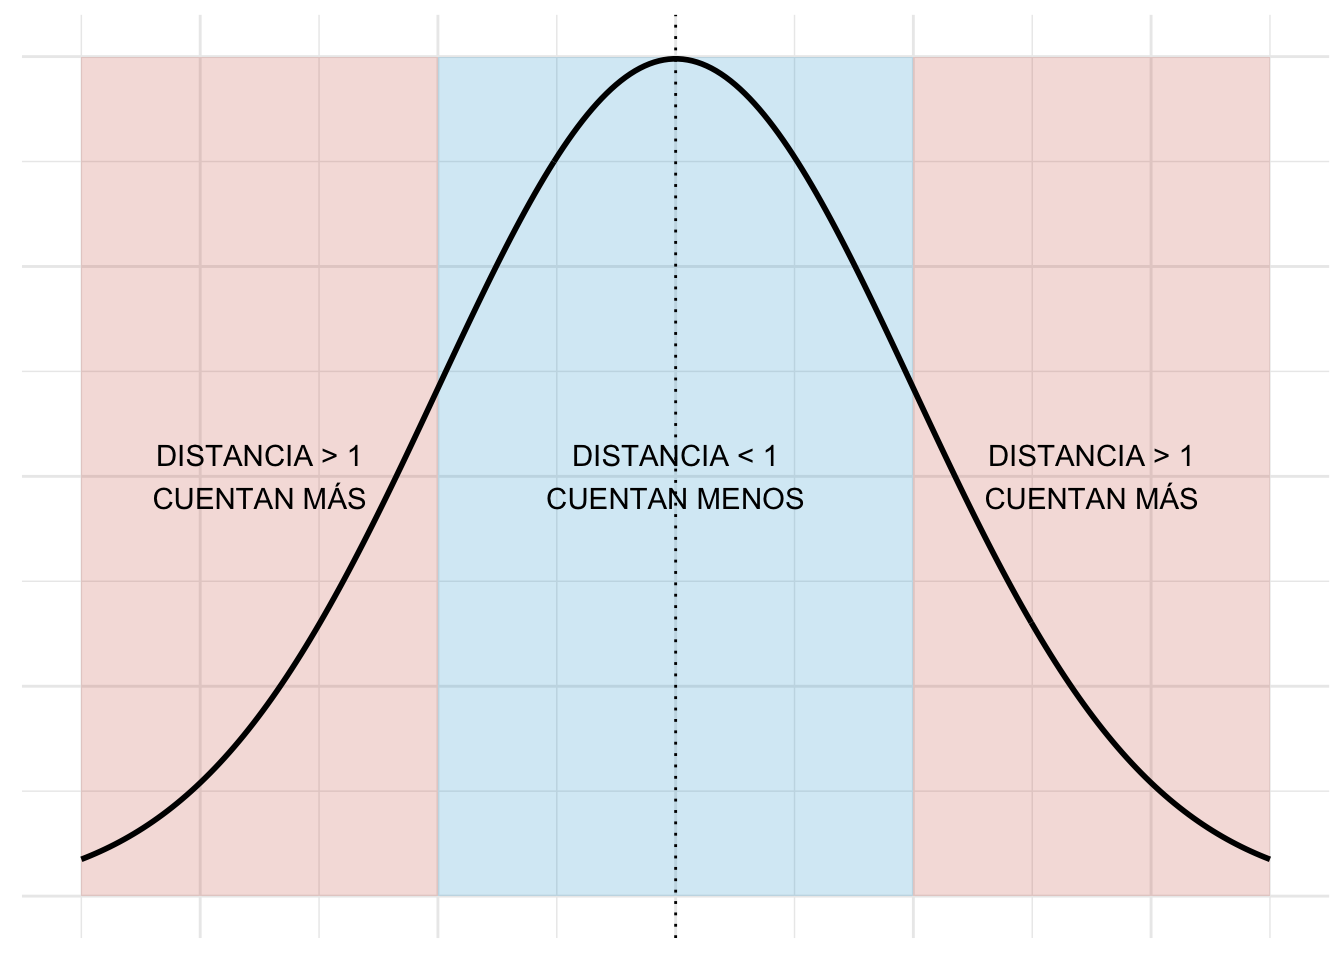 DISTANCIA > 1
CUENTAN MÁS
DISTANCIA < 1
CUENTAN MENOS
DISTANCIA > 1
CUENTAN MÁS